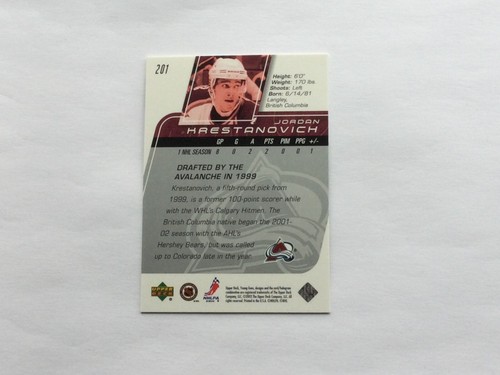 201
Height: 6'0"
Weight: 170 lbs.
Shoots: Left
Born: 6/14/81
Langley,
British Columbia
JORDAN
KRESTANOVICH
GP G A PTS PIM PPG +/-
1 NHL SEASON 8 0 2 2 0 0 1
DRAFTED BY THE
AVALANCHE IN 1999
Krestanovich, a fifth-round pick from
1999, is a former 100-point scorer while
with the WHL's Calgary Hitmen. The
British Columbia native began the 2001-
02 season with the AHL's
Hershey Bears, but was called
up to Colorado late in the year.
UPPER DECK
NHL
NHLPA